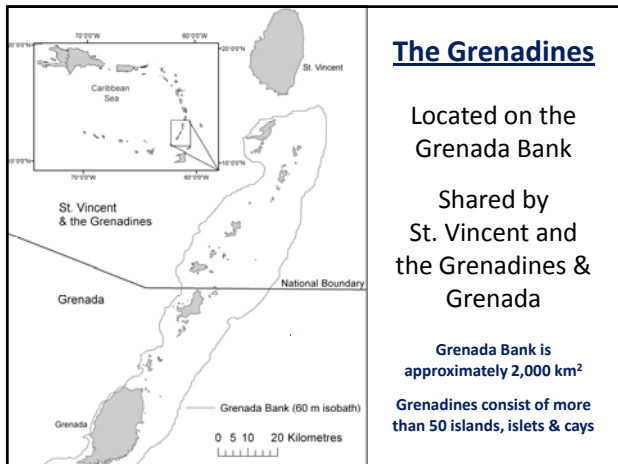 70°00'W
60°00'W
20°00'N
20°00'N
Caribbean
Sea
10°00'N
10°00'N
70°00'W
60°00'W
St. Vincent
St. Vincent
& the Grenadines
National Boundary
Grenada
Grenada Bank (60 m isobath)
Grenada
0 5 10 20 Kilometres
The Grenadines
Located on the
Grenada Bank
Shared by
St. Vincent and
the Grenadines &
Grenada
Grenada Bank is
approximately 2,000 km²
Grenadines consist of more
than 50 islands, islets & cays